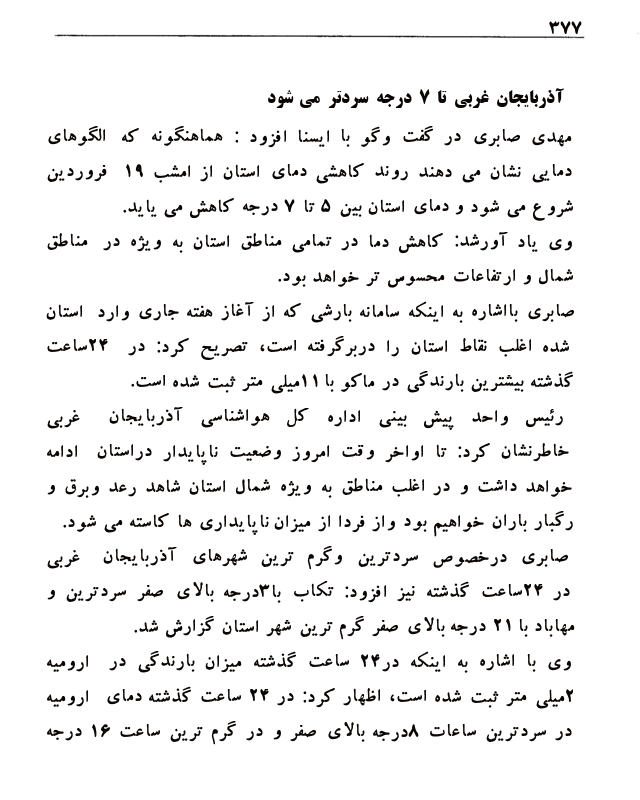 ۳۷۷
آذربایجان غربی تا ۷ درجه سردتر می شود
مهدی صابری در گفت وگو با ایسنا افزود : هماهنگونه که الگوهای
دمایی نشان می دهند روند کاهشی دمای استان از امشب ۱۹ فروردین
شروع می شود و دمای استان بین ۵ تا ۷ درجه کاهش می یاید.
وی یاد آورشد: کاهش دما در تمامی مناطق استان به ویژه در مناطق
شمال و ارتفاعات محسوس تر خواهد بود.
صابری بااشاره به اینکه سامانه بارشی که از آغاز هفته جاری وارد استان
شده اغلب نقاط استان را دربرگرفته است، تصریح کرد: در ۲۴ساعت
گذشته بیشترین بارندگی در ماکو با ۱۱میلی متر ثبت شده است.
رئیس واحد پیش بینی اداره کل هواشناسی آذربایجان غربی
خاطرنشان کرد: تا اواخر وقت امروز وضعیت ناپایدار دراستان ادامه
خواهد داشت و در اغلب مناطق به ویژه شمال استان شاهد رعد وبرق و
رگبار باران خواهیم بود واز فردا از میزان ناپایداری ها کاسته می شود.
صابری درخصوص سردترین وگرم ترین شهرهای آذربایجان غربی
در ۲۴ساعت گذشته نیز افزود: تکاب با۳درجه بالای صفر سردترین و
مهاباد با ۲۱ درجه بالای صفر گرم ترین شهر استان گزارش شد.
وی با اشاره به اینکه در۲۴ ساعت گذشته میزان بارندگی در ارومیه
۲میلی متر ثبت شده است، اظهار کرد: در ۲۴ ساعت گذشته دمای ارومیه
در سردترین ساعات ۸درجه بالای صفر و در گرم ترین ساعت ۱۶ درجه